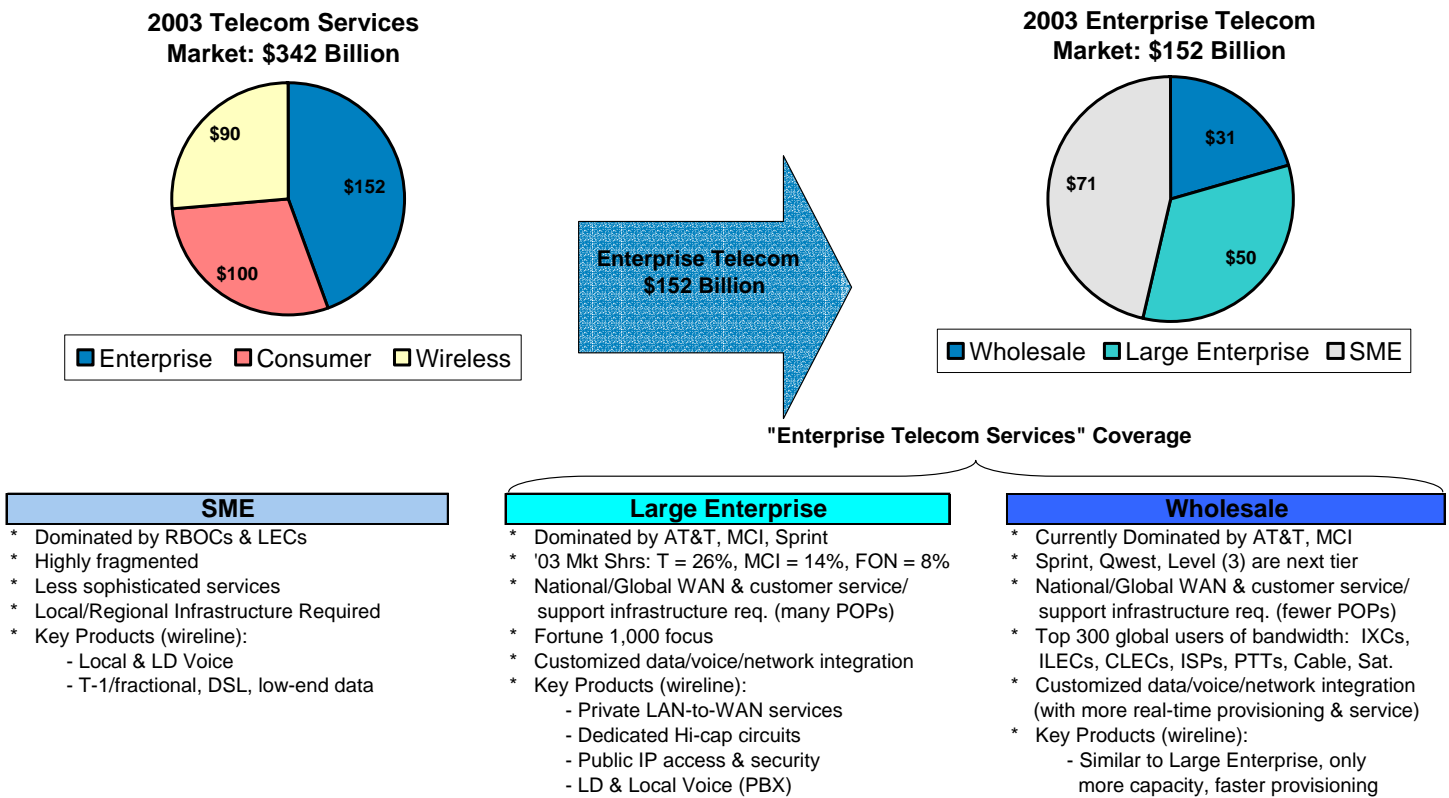 2003 Telecom Services
Market: $342 Billion
$90
$152
$100
Enterprise Consumer Wireless
Enterprise Telecom
$152 Billion
2003 Enterprise Telecom
Market: $152 Billion
$31
$71
$50
Wholesale Large Enterprise SME
"Enterprise Telecom Services" Coverage
SME
* Dominated by RBOCs & LECs
* Highly fragmented
* Less sophisticated services
* Local/Regional Infrastructure Required
* Key Products (wireline):
- Local & LD Voice
- T-1/fractional, DSL, low-end data
Large Enterprise
* Dominated by AT&T, MCI, Sprint
* '03 Mkt Shrs: T = 26%, MCI = 14%, FON = 8%
* National/Global WAN & customer service/
support infrastructure req. (many POPs)
* Fortune 1,000 focus
* Customized data/voice/network integration
* Key Products (wireline):
- Private LAN-to-WAN services
- Dedicated Hi-cap circuits
- Public IP access & security
- LD & Local Voice (PBX)
Wholesale
* Currently Dominated by AT&T, MCI
* Sprint, Qwest, Level (3) are next tier
* National/Global WAN & customer service/
support infrastructure req. (fewer POPs)
* Top 300 global users of bandwidth: IXCs,
ILECs, CLECs, ISPs, PTTs, Cable, Sat.
* Customized data/voice/network integration
(with more real-time provisioning & service)
* Key Products (wireline):
- Similar to Large Enterprise, only
more capacity, faster provisioning